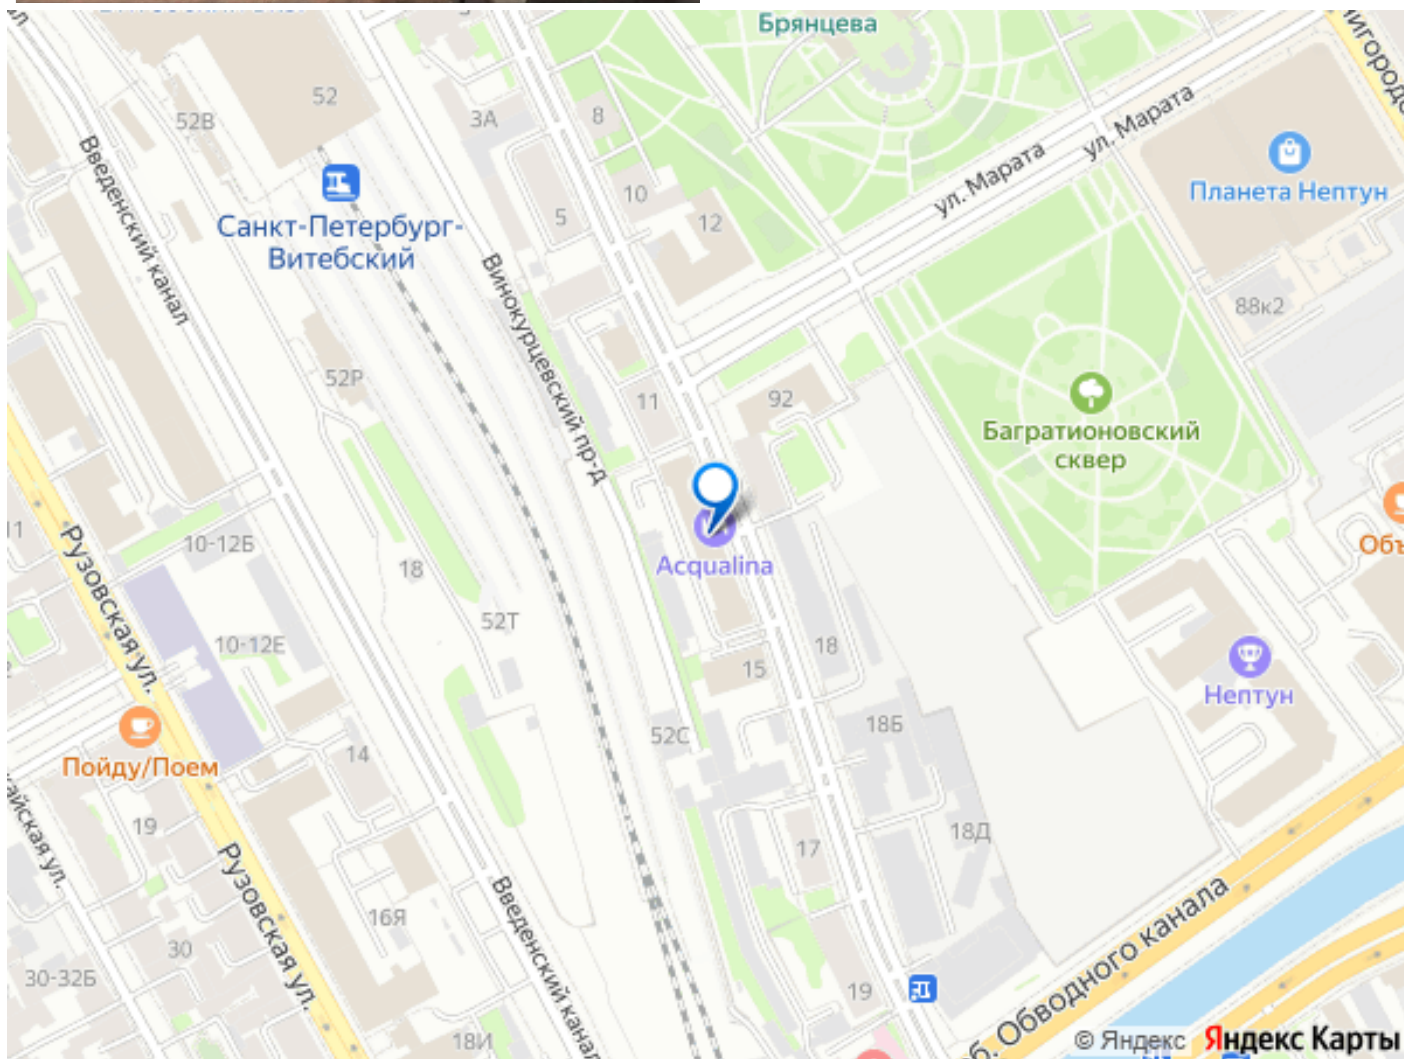 Брянцева
52
52В
3А
8
ул. Марата
ул. Марата
Введенский канал
Планета Нептун
10
5
12
Санкт-Петербург-
Витебский
Винокурцевский пр-д
88к2
52Р
11
92
Багратионовский
сквер
11
10-12Б
18
Acqualina
Рузовская ул.
52Т
10-12Е
18
15
Нептун
18Б
52С
Пойду/Поем
14
19
18Д
17
Рузовская ул.
16Я
30
30-32Б
Введенский кана
19
18И
б. Обводного канала
© Яндекс Яндекс Карты